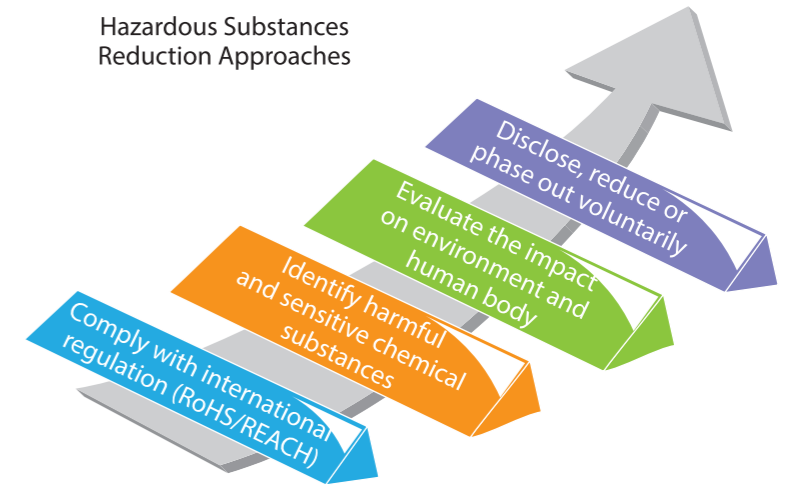 Hazardous Substances
Reduction Approaches
Disclose, reduce or
phase out voluntarily
Evaluate the impact
on environment and
human body
Identify harmful
and sensitive chemical
substances
Comply with international
regulation (RoHS/REACH)